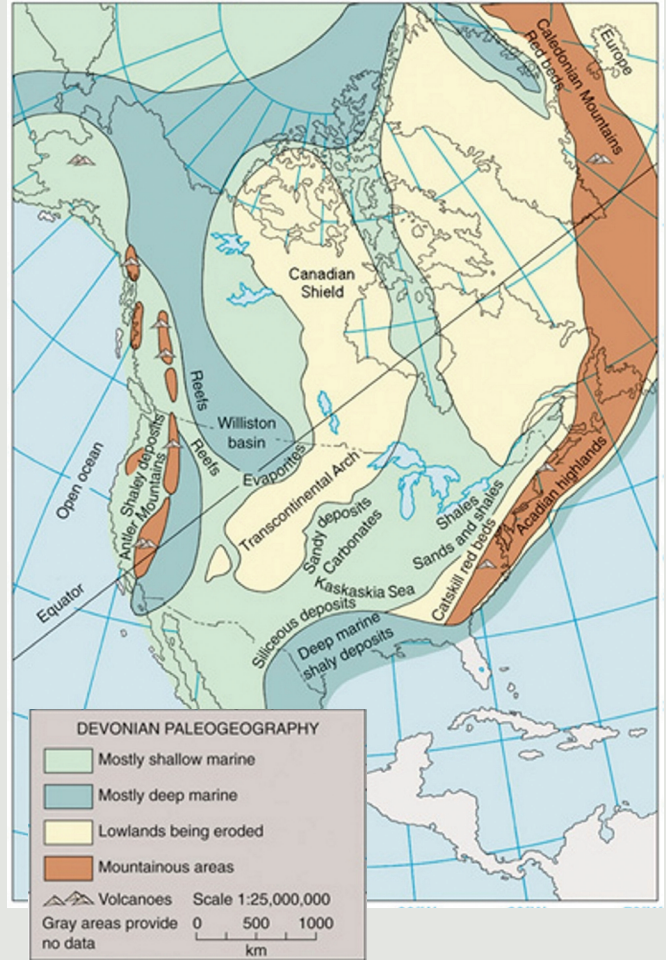 Caledonian Mountains
Red beds
Europe
Canadian
Shield
Reefs
Williston
basin
Reefs
Evaporites
Open ocean
Shaley deposits
Antler Mountains
Transcontinental Arch
Sandy deposits
Carbonates
Shales
Sands and shales
Acadian highlands
Catskill red beds
Equator
Kaskaskia Sea
Siliceous deposits
Deep marine
shaly deposits
DEVONIAN PALEOGEOGRAPHY
Mostly shallow marine
Mostly deep marine
Lowlands being eroded
Mountainous areas
Volcanoes Scale 1:25,000,000
Gray areas provide
no data
0 500 1000
km